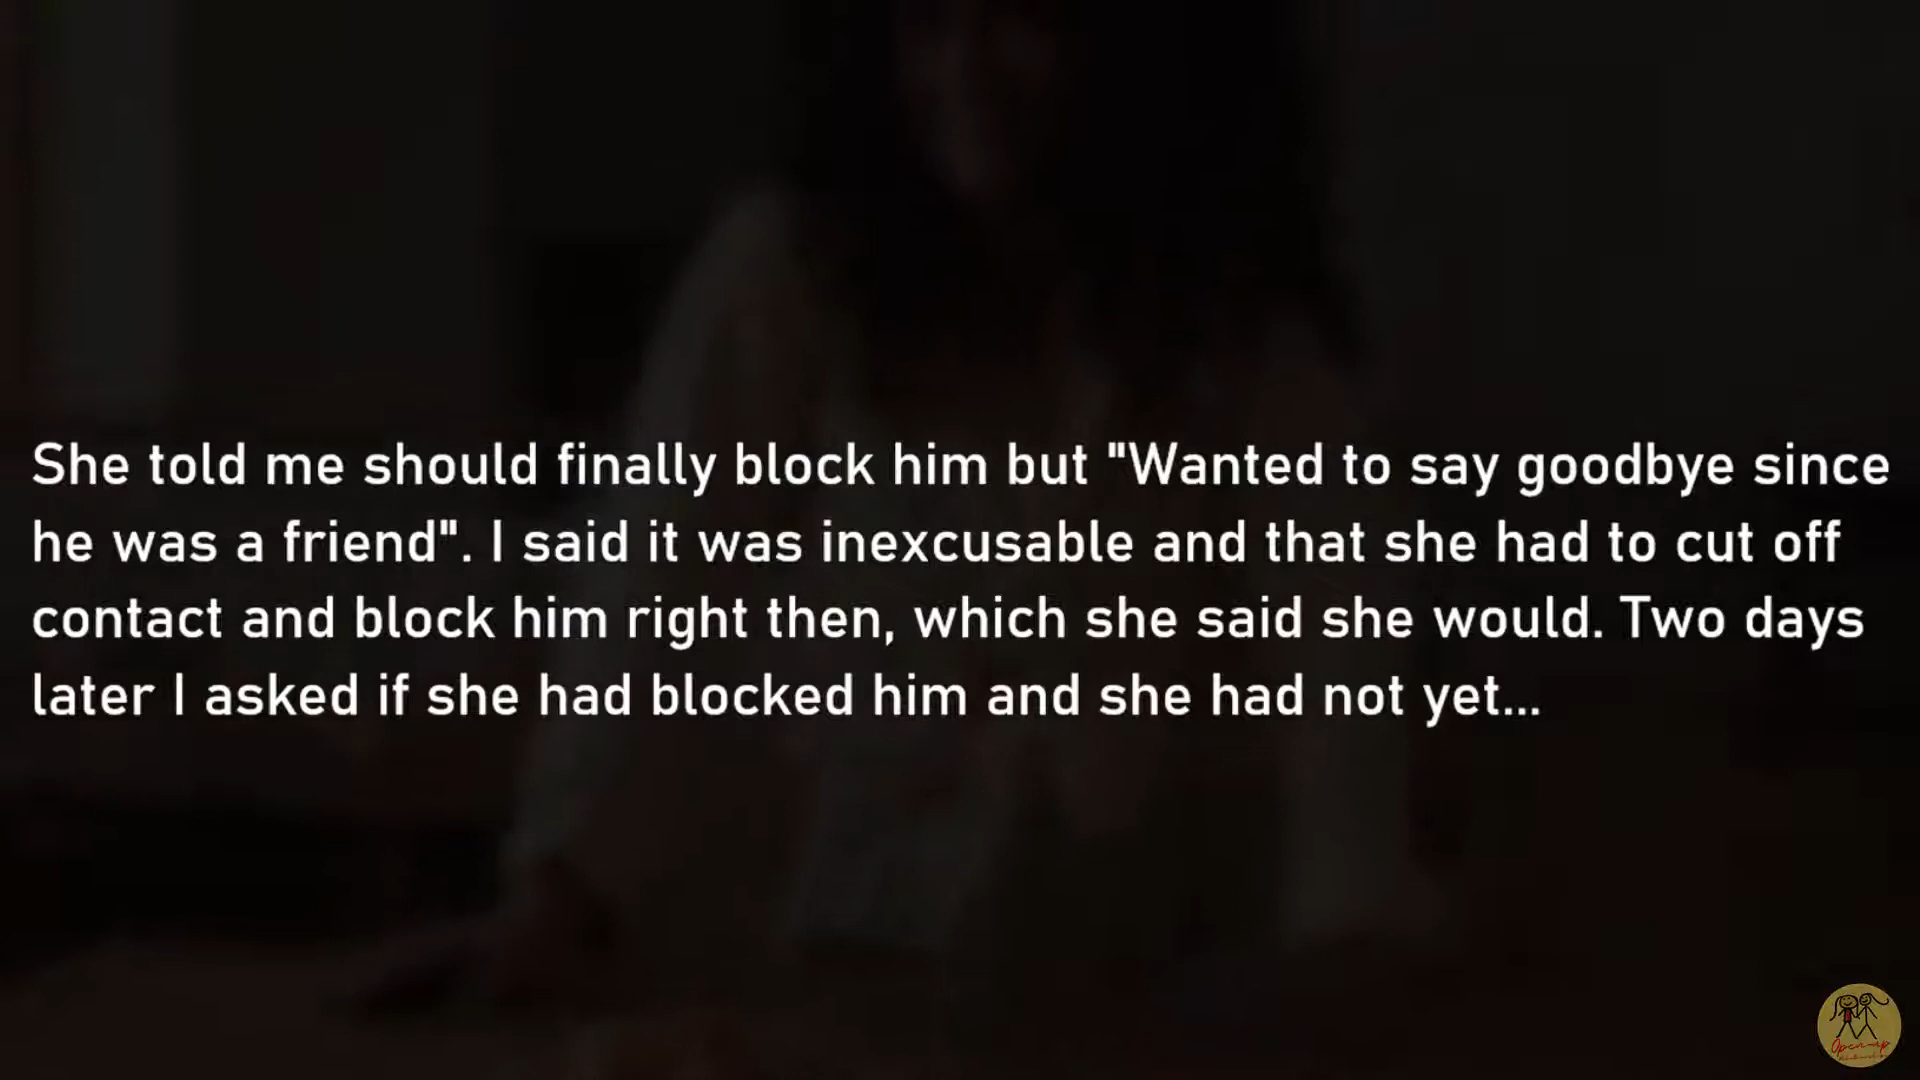 She told me should finally block him but "Wanted to say goodbye since
he was a friend". I said it was inexcusable and that she had to cut off
contact and block him right then, which she said she would. Two days
later I asked if she had blocked him and she had not yet...
Open-up